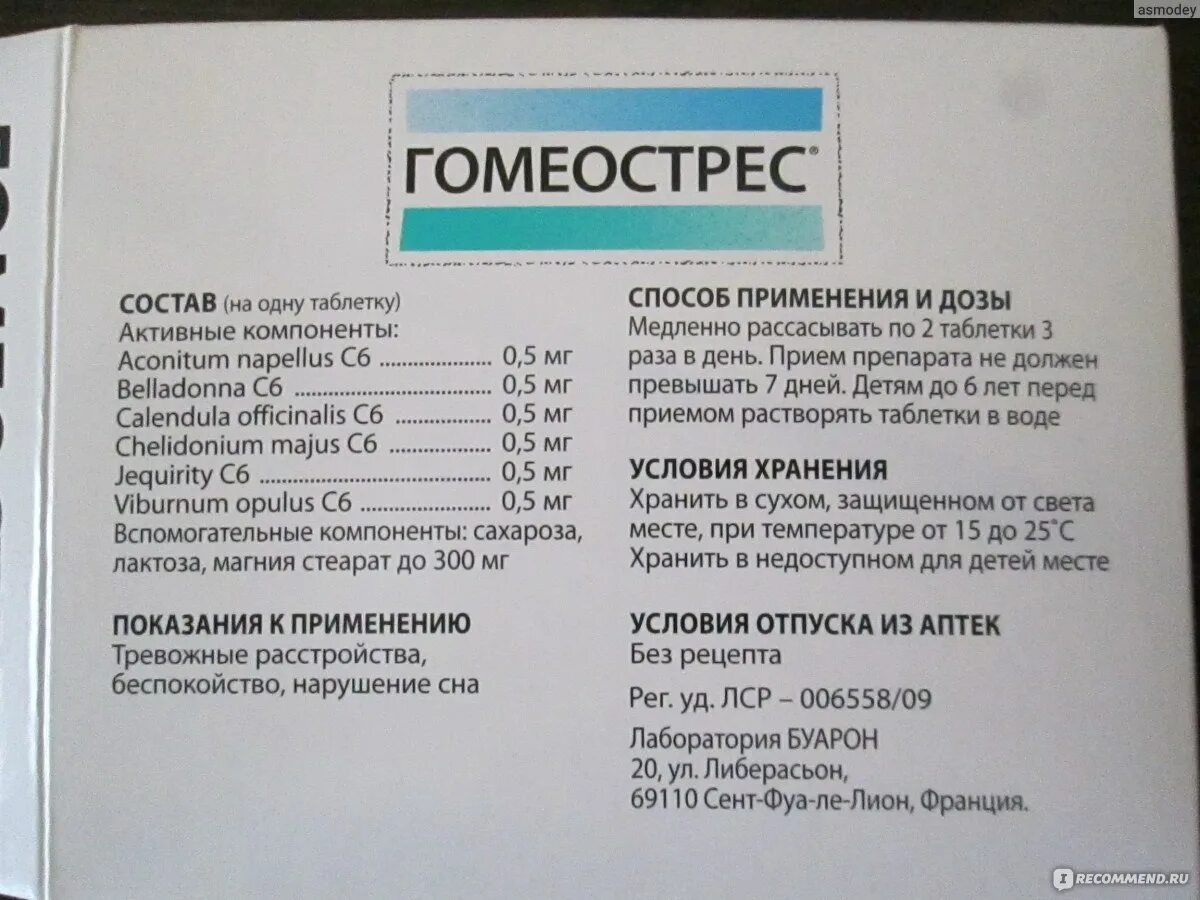 asmodey
ГОМЕОСТРЕС®
СОСТАВ (на одну таблетку)
Активные компоненты:
Aconitum napellus C6 ................ 0,5 мг
Belladonna C6 ............................ 0,5 мг
Calendula officinalis C6 .............. 0,5 мг
Chelidonium majus C6 ............... 0,5 мг
Jequirity C6 ................................. 0,5 мг
Viburnum opulus C6 ................... 0,5 мг
Вспомогательные компоненты: сахароза,
лактоза, магния стеарат до 300 мг
ПОКАЗАНИЯ К ПРИМЕНЕНИЮ
Тревожные расстройства,
беспокойство, нарушение сна
СПОСОБ ПРИМЕНЕНИЯ И ДОЗЫ
Медленно рассасывать по 2 таблетки 3
раза в день. Прием препарата не должен
превышать 7 дней. Детям до 6 лет перед
приемом растворять таблетки в воде
УСЛОВИЯ ХРАНЕНИЯ
Хранить в сухом, защищенном от света
месте, при температуре от 15 до 25°C
Хранить в недоступном для детей месте
УСЛОВИЯ ОТПУСКА ИЗ АПТЕК
Без рецепта
Рег. уд. ЛСР – 006558/09
Лаборатория БУАРОН
20, ул. Либерасьон,
69110 Сент-Фуа-ле-Лион, Франция.
IRECOMMEND.RU